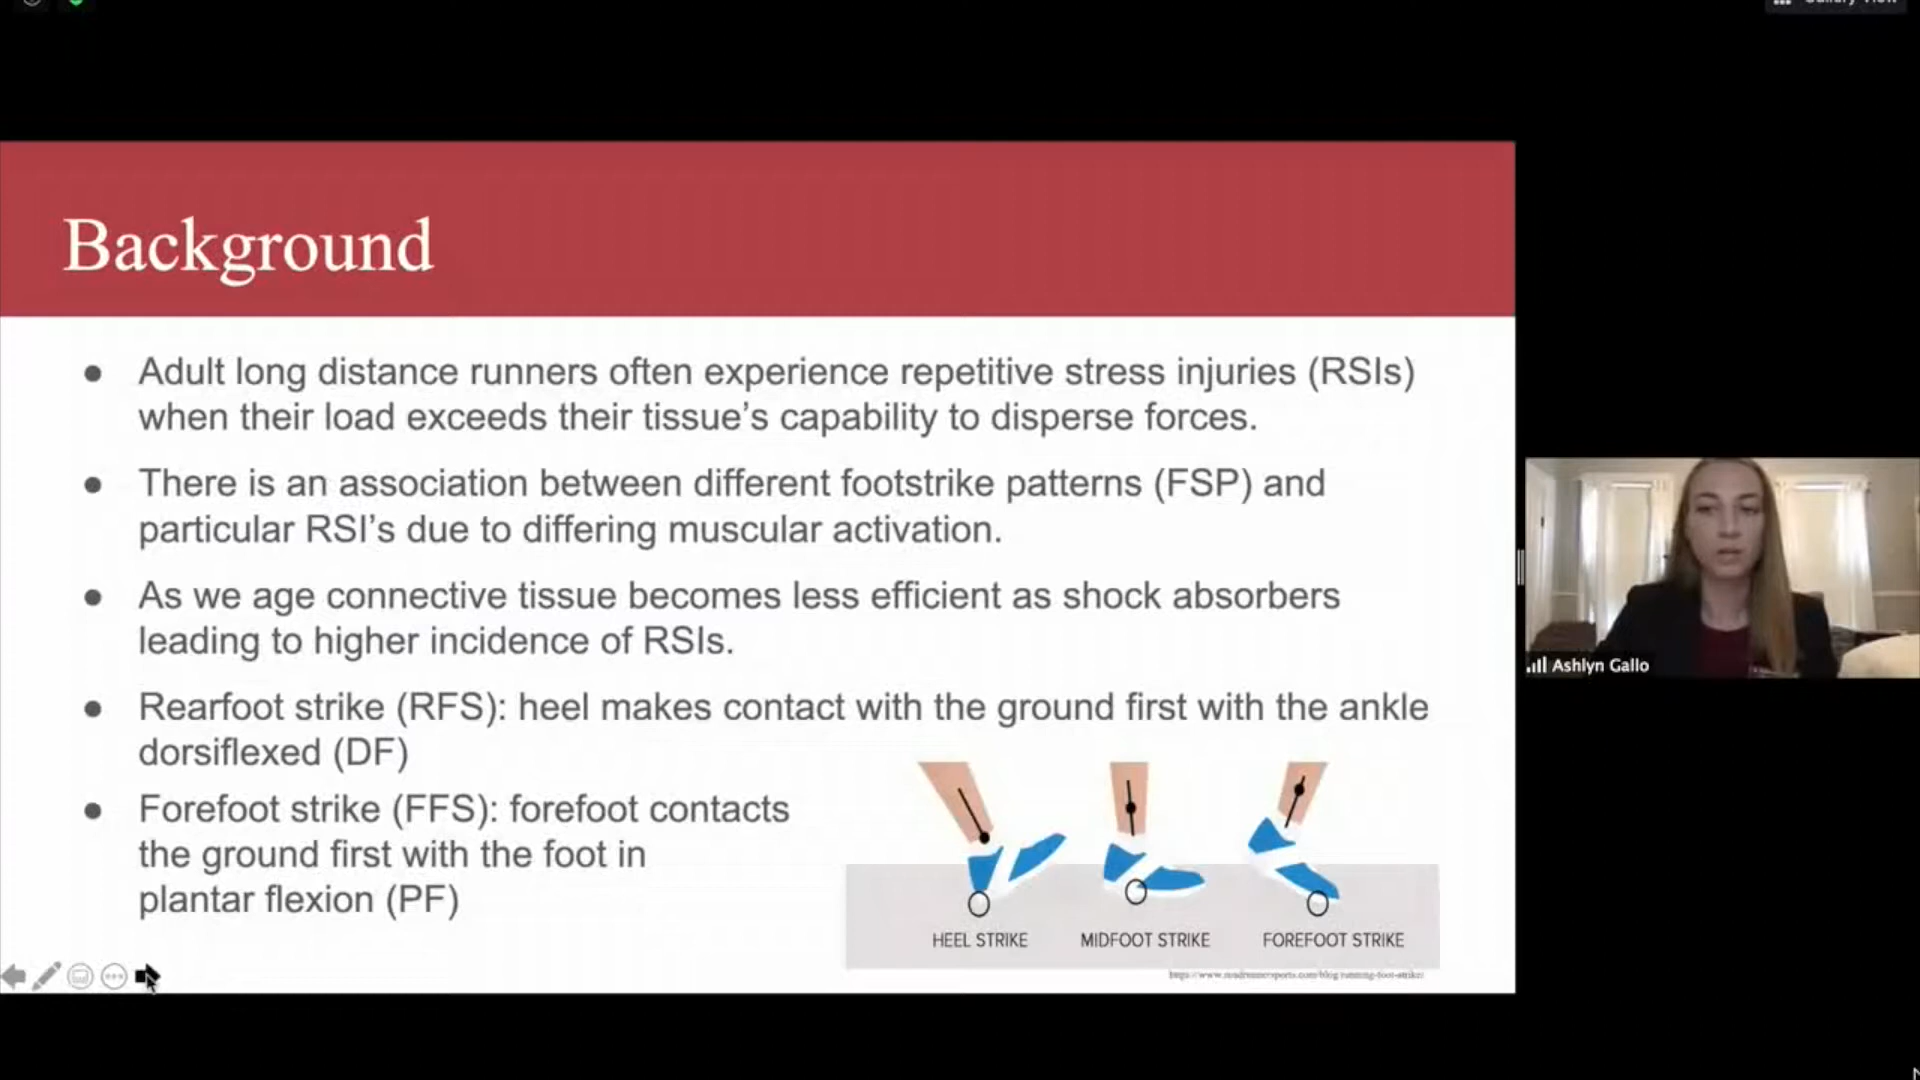 Background
● Adult long distance runners often experience repetitive stress injuries (RSIs)
when their load exceeds their tissue’s capability to disperse forces.
● There is an association between different footstrike patterns (FSP) and
particular RSI’s due to differing muscular activation.
● As we age connective tissue becomes less efficient as shock absorbers
leading to higher incidence of RSIs.
● Rearfoot strike (RFS): heel makes contact with the ground first with the ankle
dorsiflexed (DF)
● Forefoot strike (FFS): forefoot contacts
the ground first with the foot in
plantar flexion (PF)
HEEL STRIKE MIDFOOT STRIKE FOREFOOT STRIKE
Ashlyn Gallo